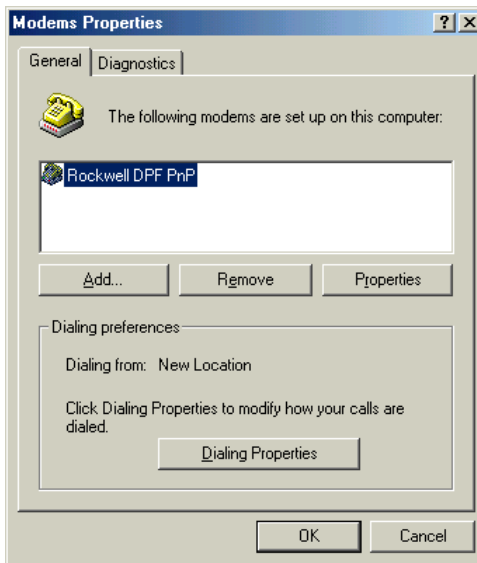 Modems Properties
General Diagnostics
The following modems are set up on this computer:
Rockwell DPF PnP
Add... Remove Properties
Dialing preferences
Dialing from: New Location
Click Dialing Properties to modify how your calls are
dialed.
Dialing Properties
OK Cancel